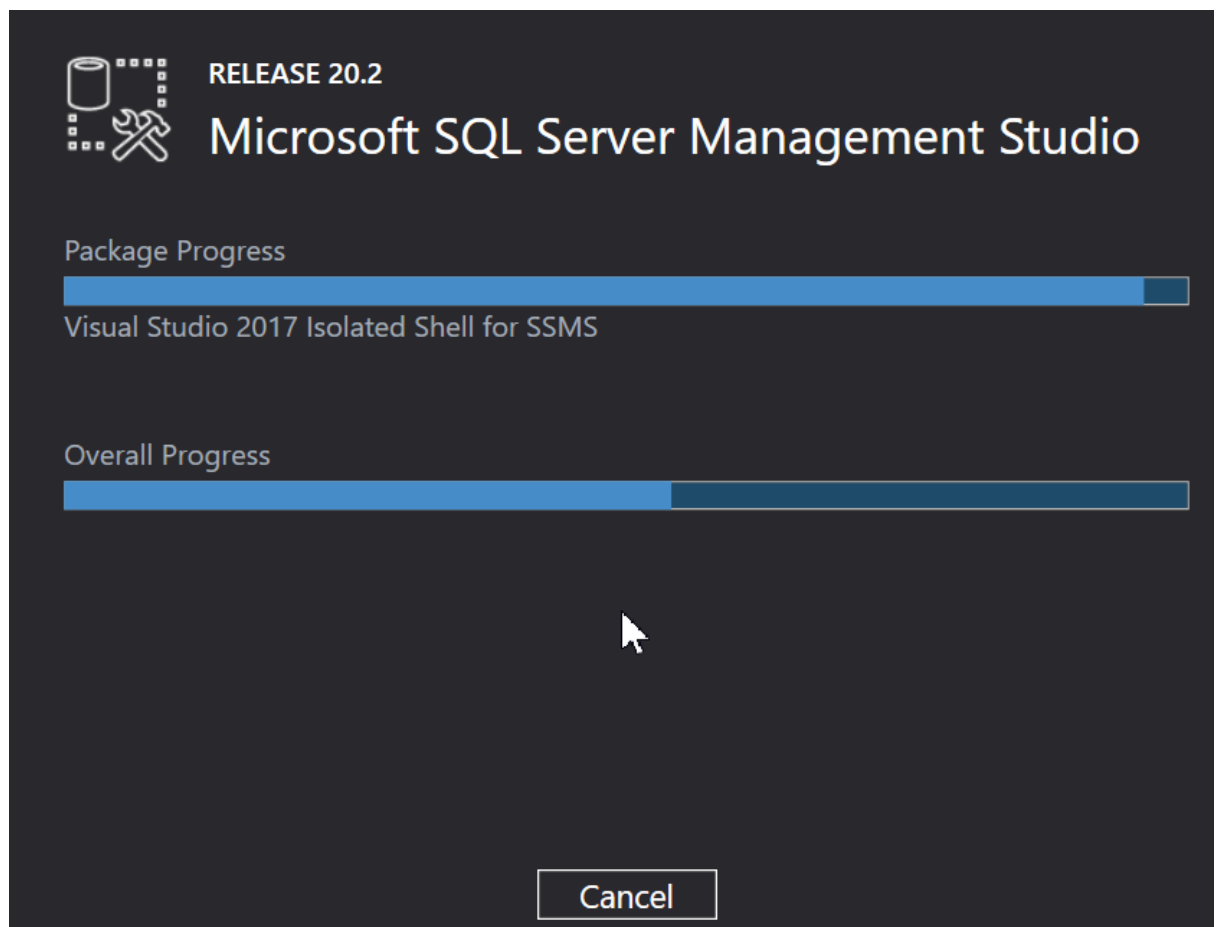 RELEASE 20.2
Microsoft SQL Server Management Studio
Package Progress
Visual Studio 2017 Isolated Shell for SSMS
Overall Progress
Cancel